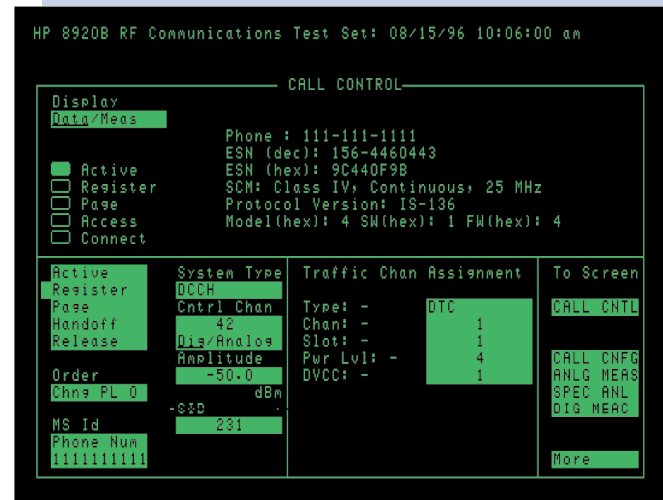 HP 8920B RF Communications Test Set: 08/15/96 10:06:00 am
CALL CONTROL
Display
Data/Meas
Phone : 111-111-1111
ESN (dec): 156-4460443
Active ESN (hex): 9C440F9B
Register SCM: Class IV, Continuous, 25 MHz
Page Protocol Version: IS-136
Access Model(hex): 4 SW(hex): 1 FW(hex): 4
Connect
Active
Register
Page
Handoff
Release
Order
Chng PL 0
MS Id
Phone Num
1111111111
System Type
DCCH
Cntrl Chan
42
Dig/Analog
Amplitude
-50.0
dBm
-SID
231
Traffic Chan Assignment
Type: - DTC
Chan: - 1
Slot: - 1
Pwr Lvl: - 4
DVCC: - 1
To Screen
CALL CNTL
CALL CNFG
ANLG MEAS
SPEC ANL
DIG MEAC
More